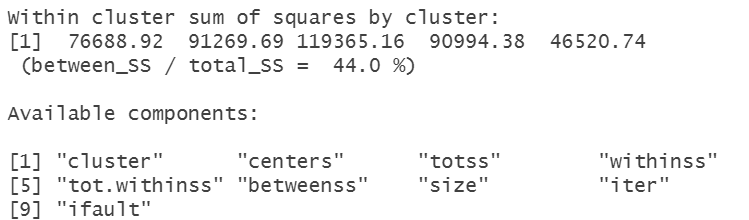 Within cluster sum of squares by cluster:
[1]  76688.92  91269.69 119365.16  90994.38  46520.74
 (between_SS / total_SS =  44.0 %)
Available components:
[1] "cluster"      "centers"      "totss"        "withinss"
[5] "tot.withinss" "betweenss"    "size"         "iter"
[9] "ifault"